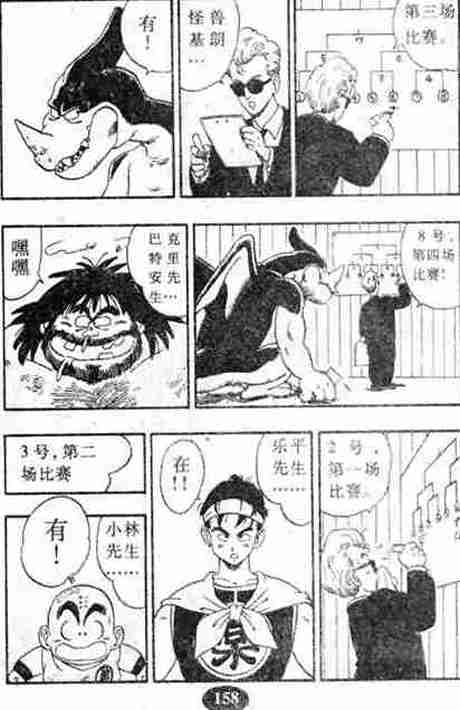 第三场
比赛。
怪兽
基朗
……
有！
8号，
第四场
比赛！
巴克
特里
安先
生…
嘿
嘿
2号，
第一场
比赛。
乐平
先生
……
在
!!
3号，第二
场比赛
小林
先生
……
有
！
158